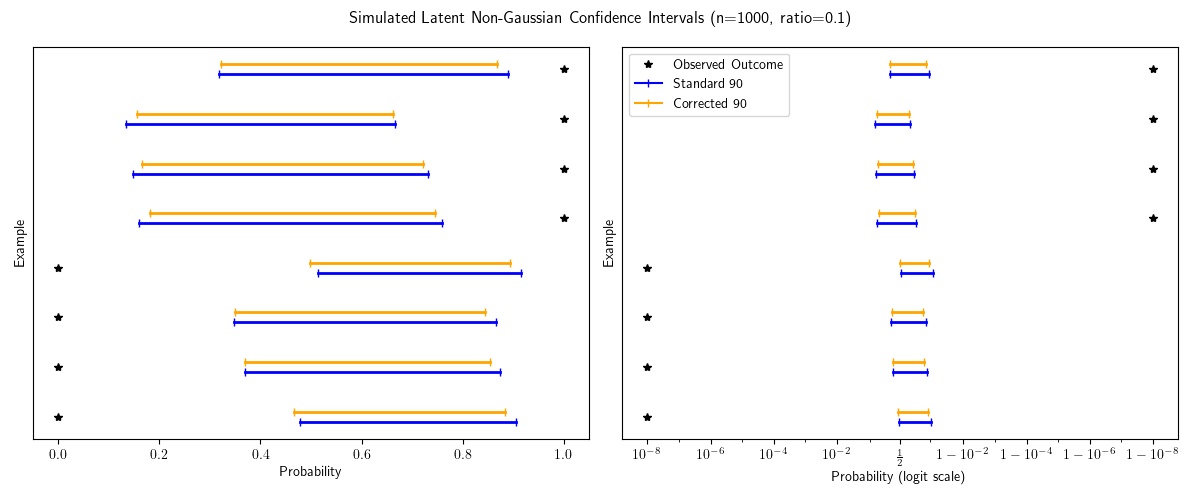 Simulated Latent Non-Gaussian Confidence Intervals (n=1000, ratio=0.1)
Example
0.0 0.2 0.4 0.6 0.8 1.0
Probability
Observed Outcome
Standard 90
Corrected 90
Example
10⁻⁸ 10⁻⁶ 10⁻⁴ 10⁻² 1/2 1 − 10⁻² 1 − 10⁻⁴ 1 − 10⁻⁶ 1 − 10⁻⁸
Probability (logit scale)